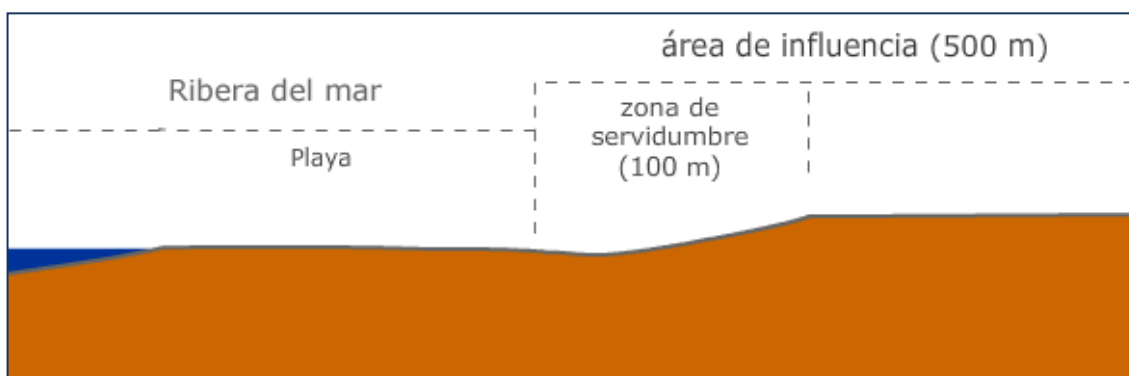 área de influencia (500 m)
Ribera del mar
zona de
servidumbre
(100 m)
Playa